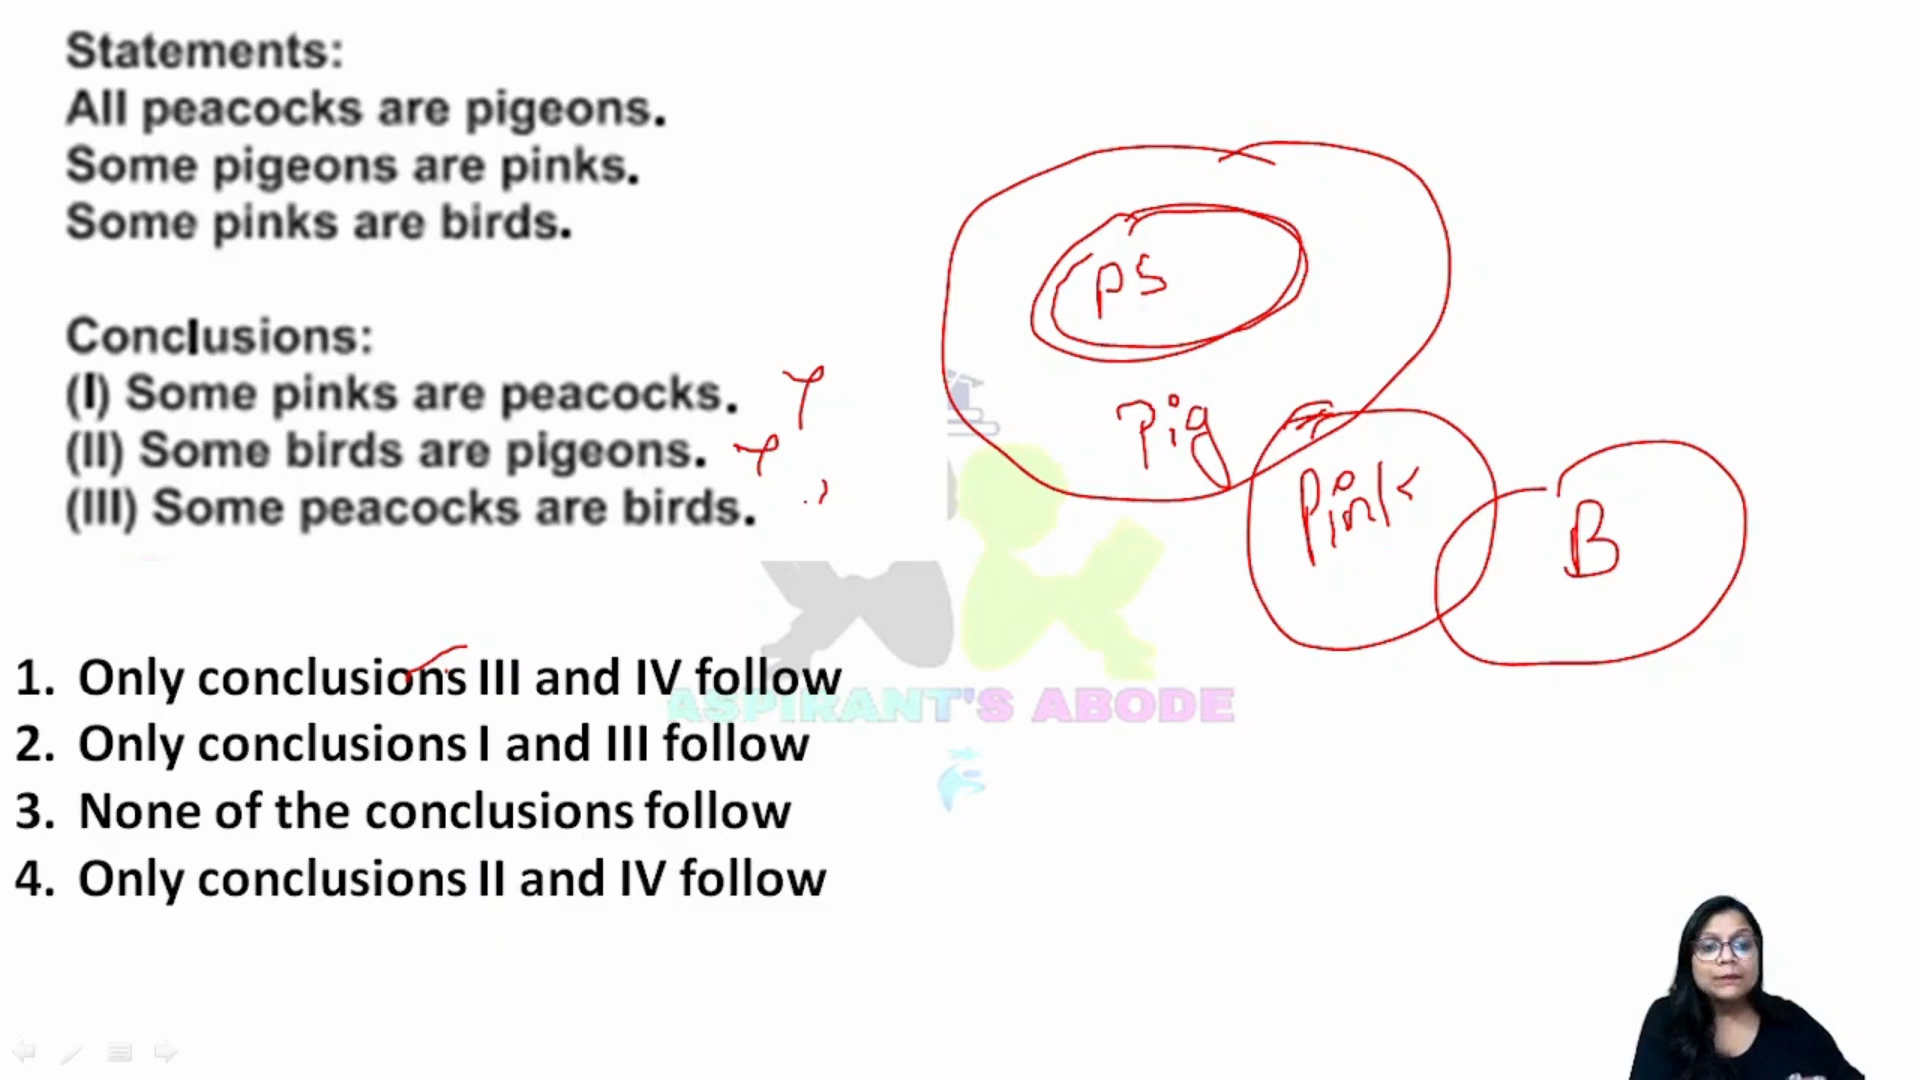 Statements:
All peacocks are pigeons.
Some pigeons are pinks.
Some pinks are birds.
Conclusions:
(I) Some pinks are peacocks.
(II) Some birds are pigeons.
(III) Some peacocks are birds.
1. Only conclusions III and IV follow
2. Only conclusions I and III follow
3. None of the conclusions follow
4. Only conclusions II and IV follow
PS
Pig
Pink
B
ASPIRANT'S ABODE